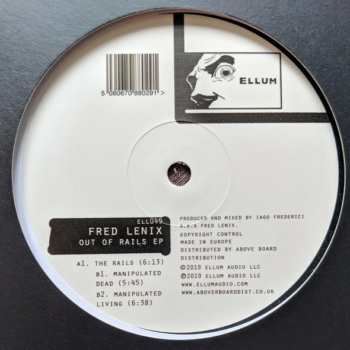 ELLUM
5 060670 880291 >
ELL049
FRED LENIX
OUT OF RAILS EP
A1. THE RAILS (6:13)
B1. MANIPULATED
DEAD (5:45)
B2. MANIPULATED
LIVING (6:38)
PRODUCED AND MIXED BY IAGO FREDERICI
A.K.A FRED LENIX.
COPYRIGHT CONTROL
MADE IN EUROPE
DISTRIBUTED BY ABOVE BOARD
DISTRIBUTION
©2019 ELLUM AUDIO LLC
℗2019 ELLUM AUDIO LLC
WWW.ELLUMAUDIO.COM
WWW.ABOVEBOARDDIST.CO.UK